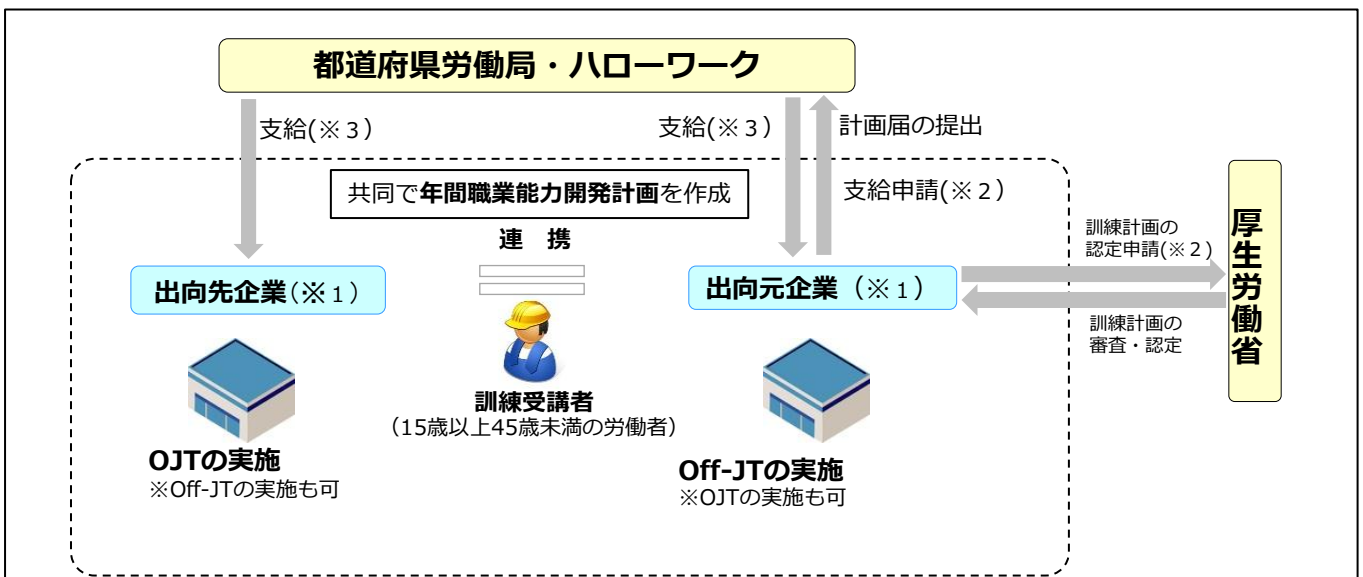 都道府県労働局・ハローワーク
支給(※３)
支給(※３)
計画届の提出
支給申請(※２)
共同で年間職業能力開発計画を作成
連　携
出向先企業(※１)
出向元企業（※１）
訓練計画の
認定申請(※２)
訓練計画の
審査・認定
厚生労働省
訓練受講者
（15歳以上45歳未満の労働者）
OJTの実施
※Off-JTの実施も可
Off-JTの実施
※OJTの実施も可